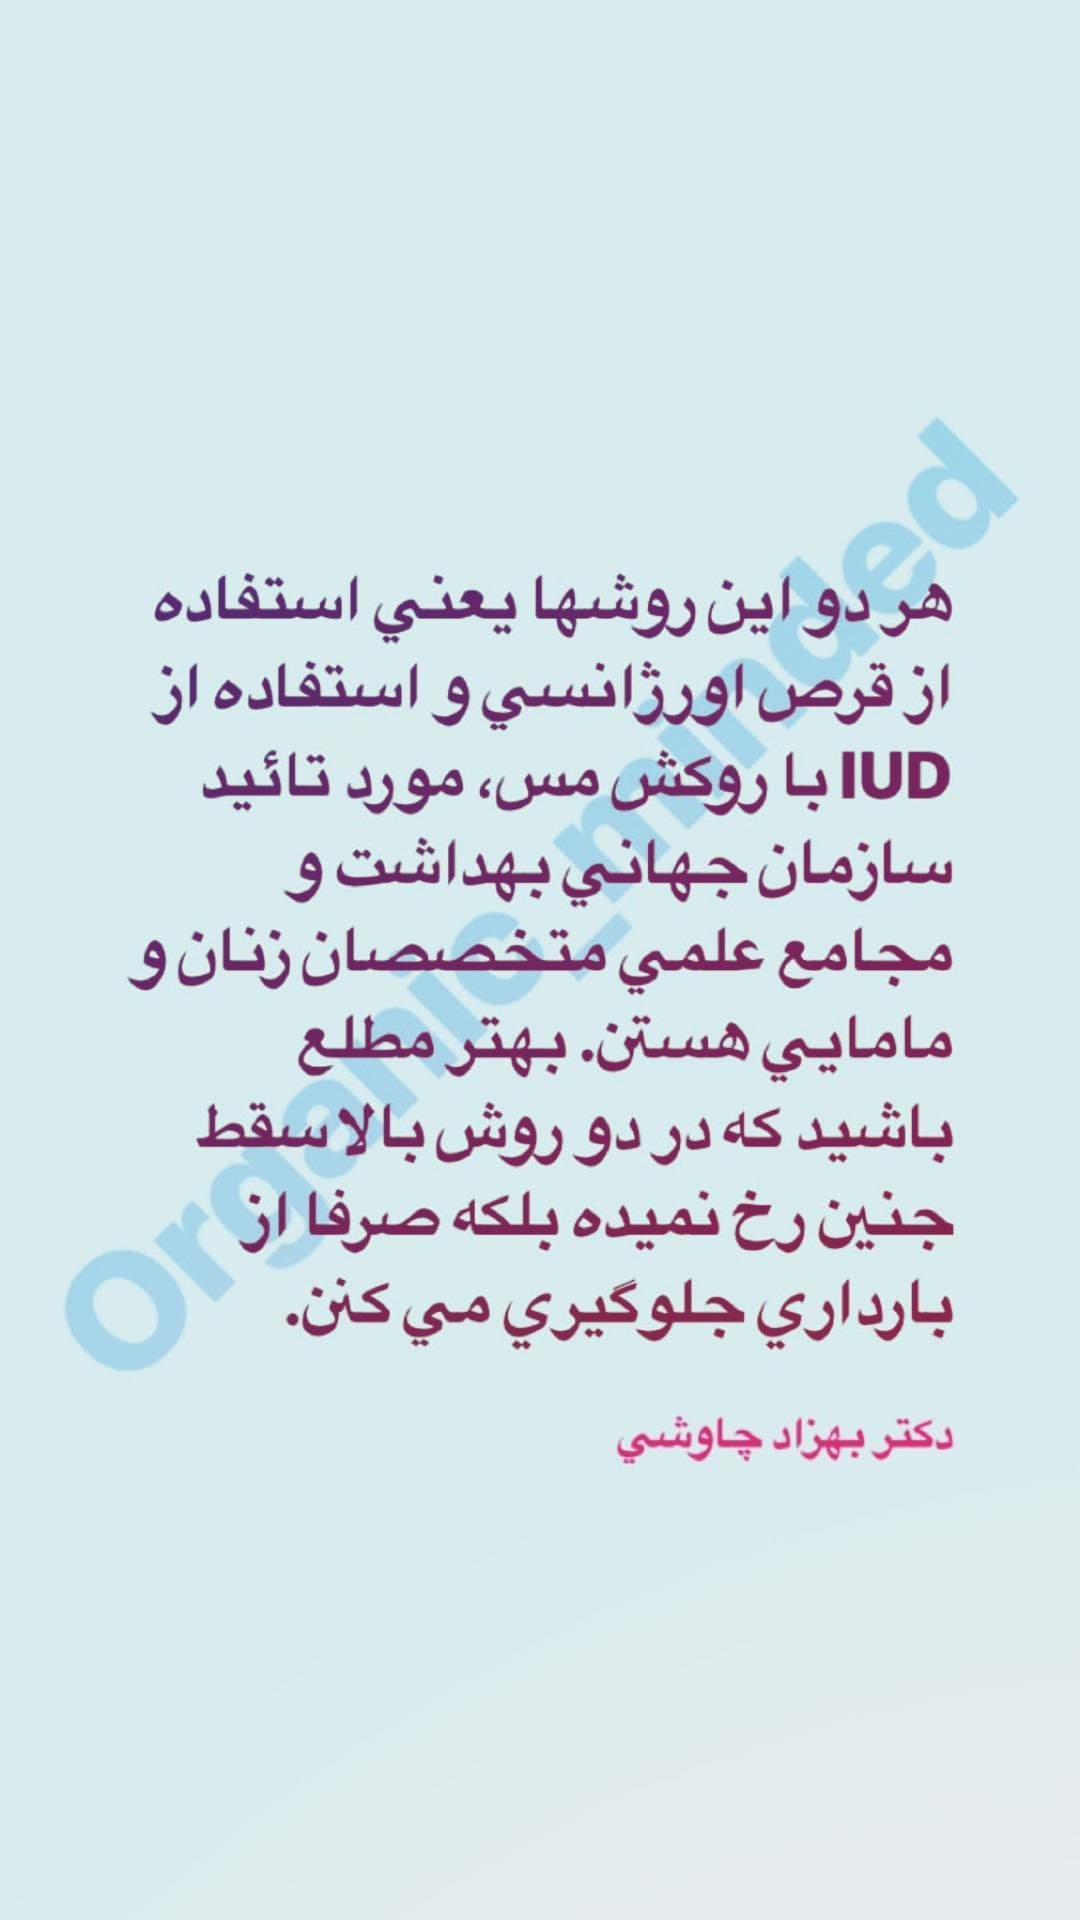 هر دو این روشها یعني استفاده
از قرص اورژانسي و استفاده از
IUD با روکش مس، مورد تائید
سازمان جهاني بهداشت و
مجامع علمي متخصصان زنان و
مامایي هستن. بهتر مطلع
باشید که در دو روش بالا سقط
جنین رخ نمیده بلکه صرفا از
بارداري جلوگیري مي کنن.
دکتر بهزاد چاوشي
Organic_minded